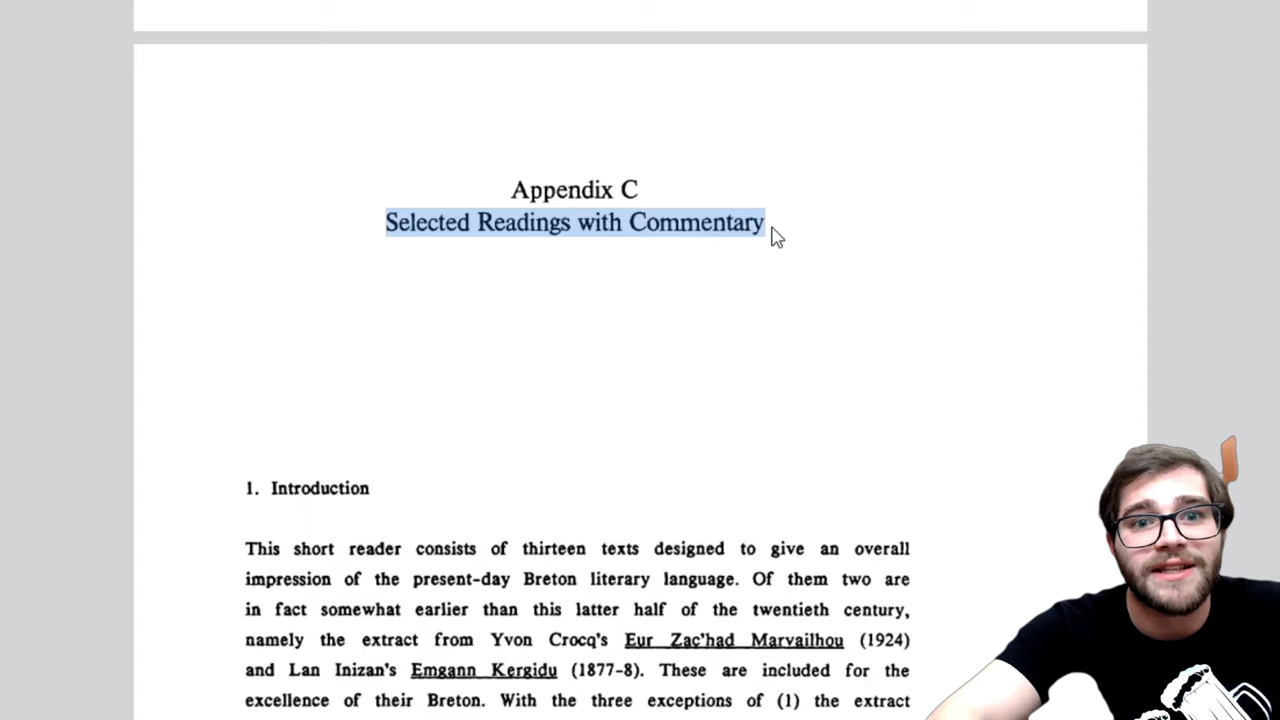 Appendix C
Selected Readings with Commentary
1. Introduction
This short reader consists of thirteen texts designed to give an overall
impression of the present-day Breton literary language. Of them two are
in fact somewhat earlier than this latter half of the twentieth century,
namely the extract from Yvon Crocq's Eur Zac'had Marvailhou (1924)
and Lan Inizan's Emgann Kergidu (1877-8). These are included for the
excellence of their Breton. With the three exceptions of (1) the extract